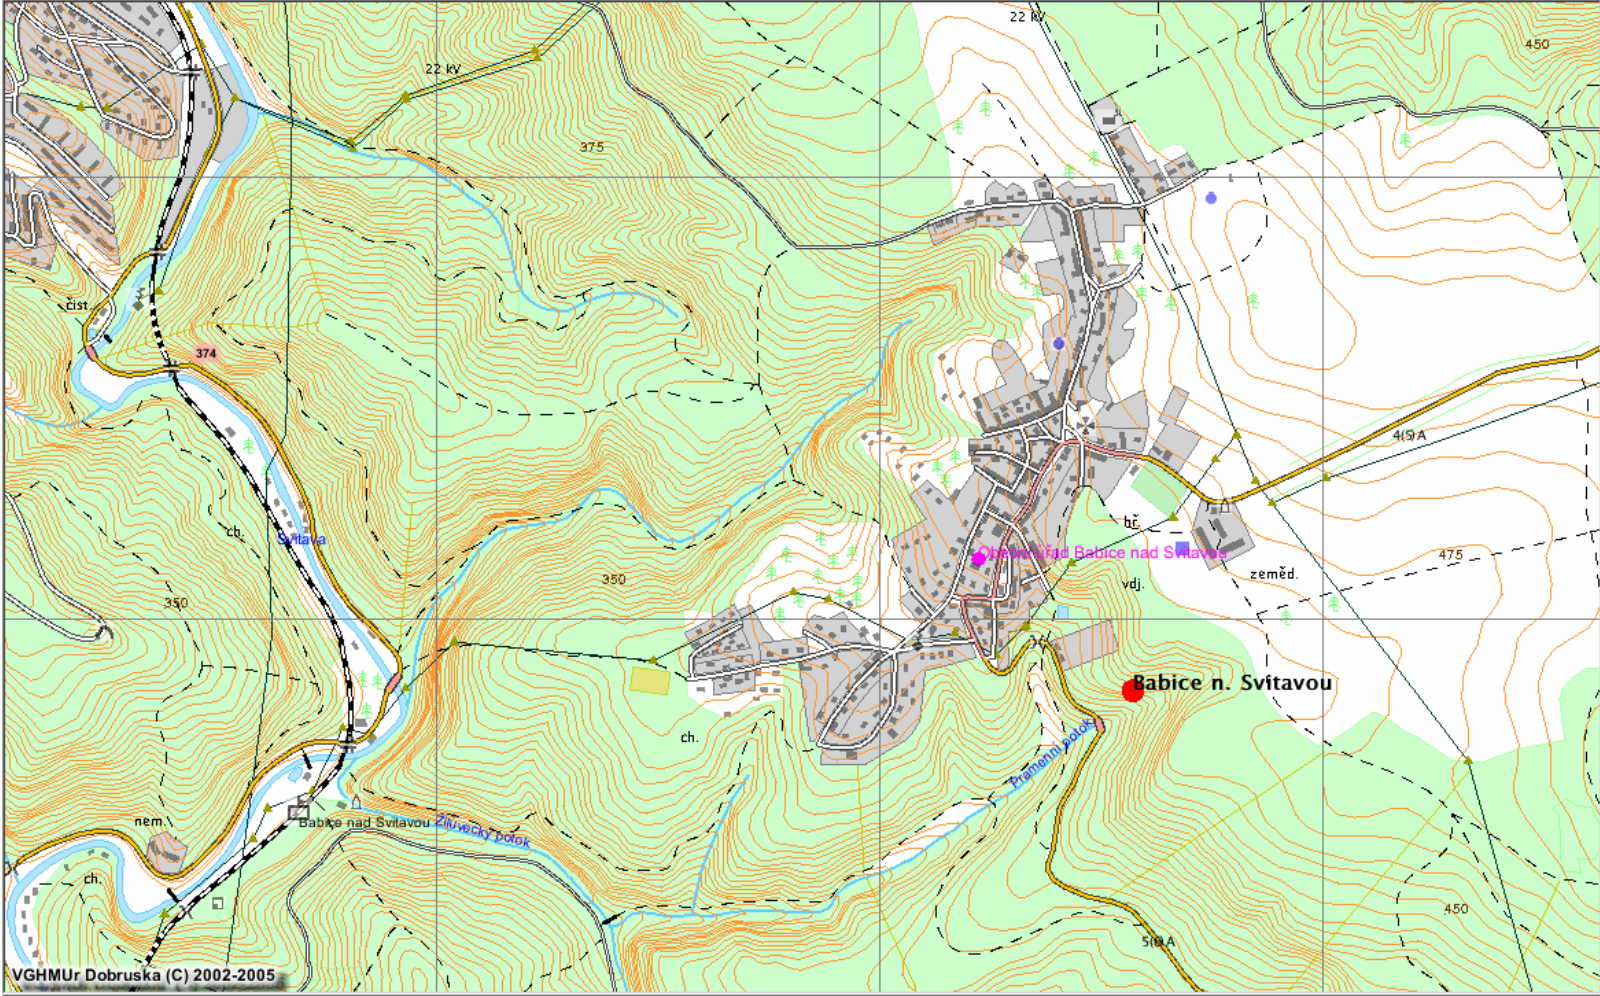 22 kV
450
22 kV
375
čist.
374
4(5)A
Svitava
ch.
hř.
Obecní úřad Babice nad Svitavou
475
350
350
zeměd.
vdj.
Babice n. Svitavou
ch.
Pramenní potok
nem.
Babice nad Svitavou
Žilůvecký potok
ch.
450
5(6)A
VGHMUr Dobruska (C) 2002-2005